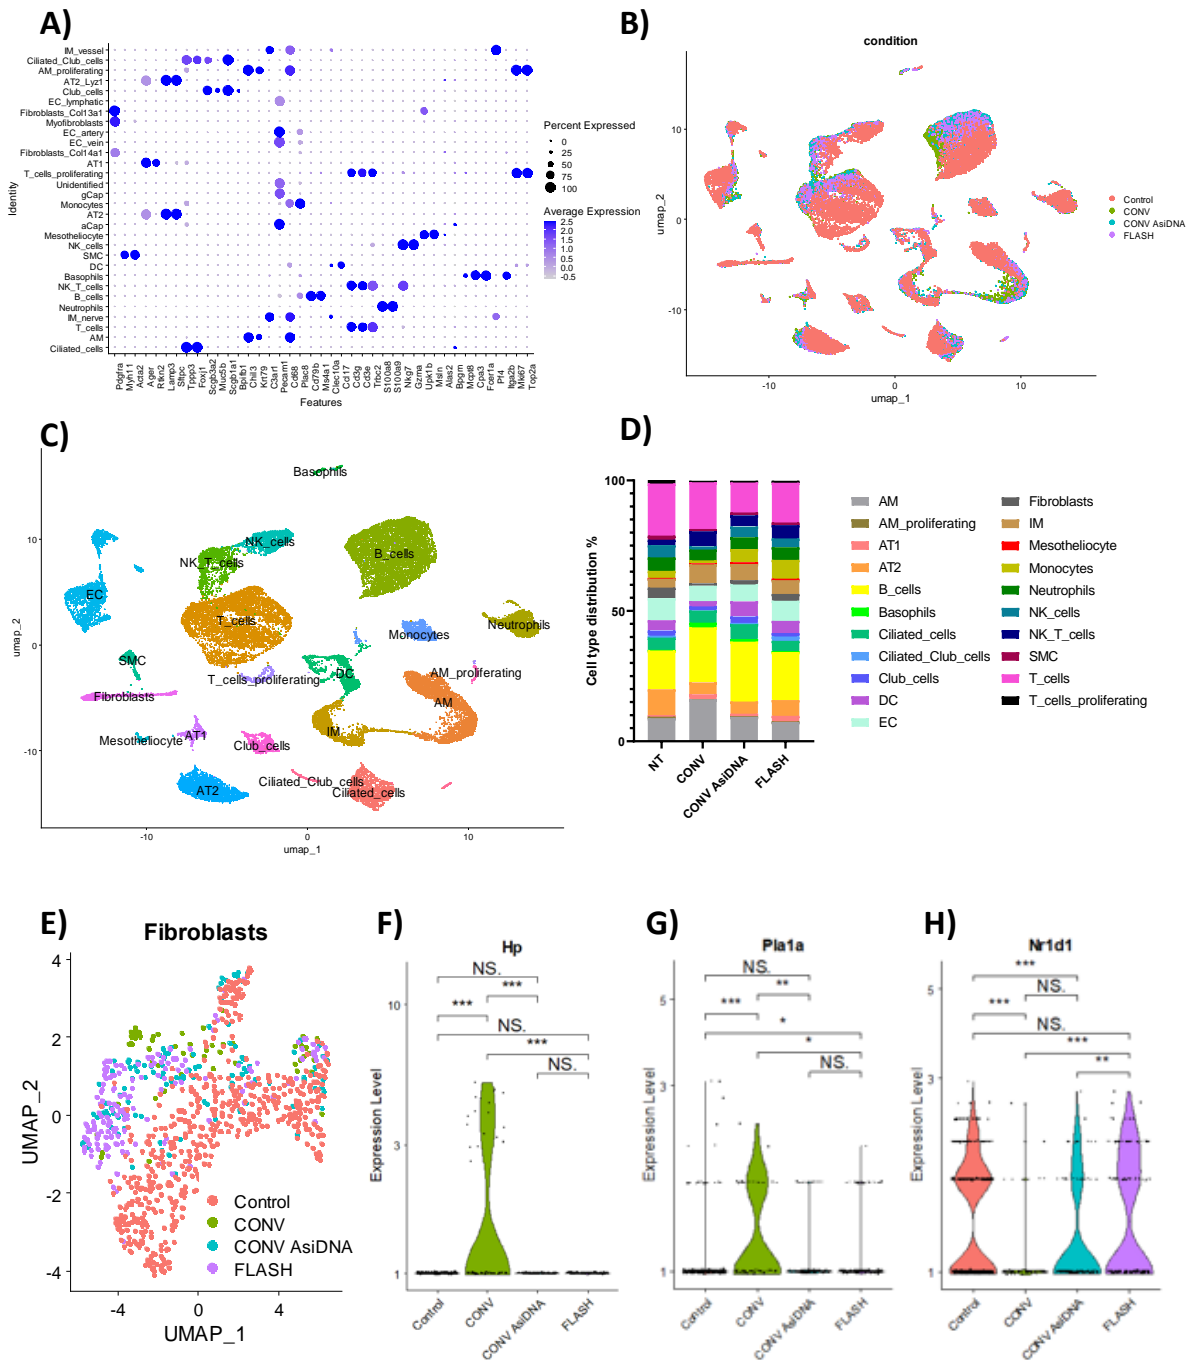 A)
IM_vessel
Ciliated_Club_cells
AM_proliferating
AT2_Lyz1
Club_cells
EC_lymphatic
Fibroblasts_Col13a1
Myofibroblasts
EC_artery
EC_vein
Fibroblasts_Col14a1
AT1
T_cells_proliferating
Unidentified
gCap
Monocytes
AT2
aCap
Mesotheliocyte
NK_cells
SMC
DC
Basophils
NK_T_cells
B_cells
Neutrophils
IM_nerve
T_cells
AM
Ciliated_cells
Identity
Pdgfra
Myh11
Acta2
Ager
Rtkn2
Lamp3
Sftpc
Tppp3
Foxj1
Scgb3a2
Muc5b
Scgb1a1
Bpifb1
Chil3
Krt79
C3ar1
Pecam1
Cd68
Plac8
Cd79b
Ms4a1
Clec10a
Ccl17
Cd3g
Cd3e
Trbc2
S100a8
S100a9
Nkg7
Gzma
Upk1b
Msln
Alas2
Bpgm
Mcpt8
Cpa3
Fcer1a
Pf4
Itga2b
Mki67
Top2a
Features
Percent Expressed
0
25
50
75
100
Average Expression
2.5
2.0
1.5
1.0
0.5
0.0
-0.5
B)
condition
10
0
-10
umap_2
-10
0
10
umap_1
Control
CONV
CONV AsiDNA
FLASH
C)
Basophils
NK_cells
NK_T_cells
B_cells
EC
T_cells
Monocytes
Neutrophils
SMC
DC
T_cells_proliferating
AM_proliferating
Fibroblasts
AM
IM
AT1
Mesotheliocyte
Club_cells
Ciliated_Club_cells
AT2
Ciliated_cells
10
0
-10
umap_2
-10
0
10
umap_1
D)
100
50
0
Cell type distribution %
NT
CONV
CONV AsiDNA
FLASH
AM
AM_proliferating
AT1
AT2
B_cells
Basophils
Ciliated_cells
Ciliated_Club_cells
Club_cells
DC
EC
Fibroblasts
IM
Mesotheliocyte
Monocytes
Neutrophils
NK_cells
NK_T_cells
SMC
T_cells
T_cells_proliferating
E)
Fibroblasts
4
2
0
-2
-4
UMAP_2
-4
0
4
UMAP_1
Control
CONV
CONV AsiDNA
FLASH
F)
Hp
NS.
***
***
NS.
***
NS.
10
3
1
Expression Level
Control
CONV
CONV AsiDNA
FLASH
G)
Pla1a
NS.
**
***
*
*
NS.
5
3
1
Expression Level
Control
CONV
CONV AsiDNA
FLASH
H)
Nr1d1
***
NS.
***
NS.
***
**
5
3
1
Expression Level
Control
CONV
CONV AsiDNA
FLASH